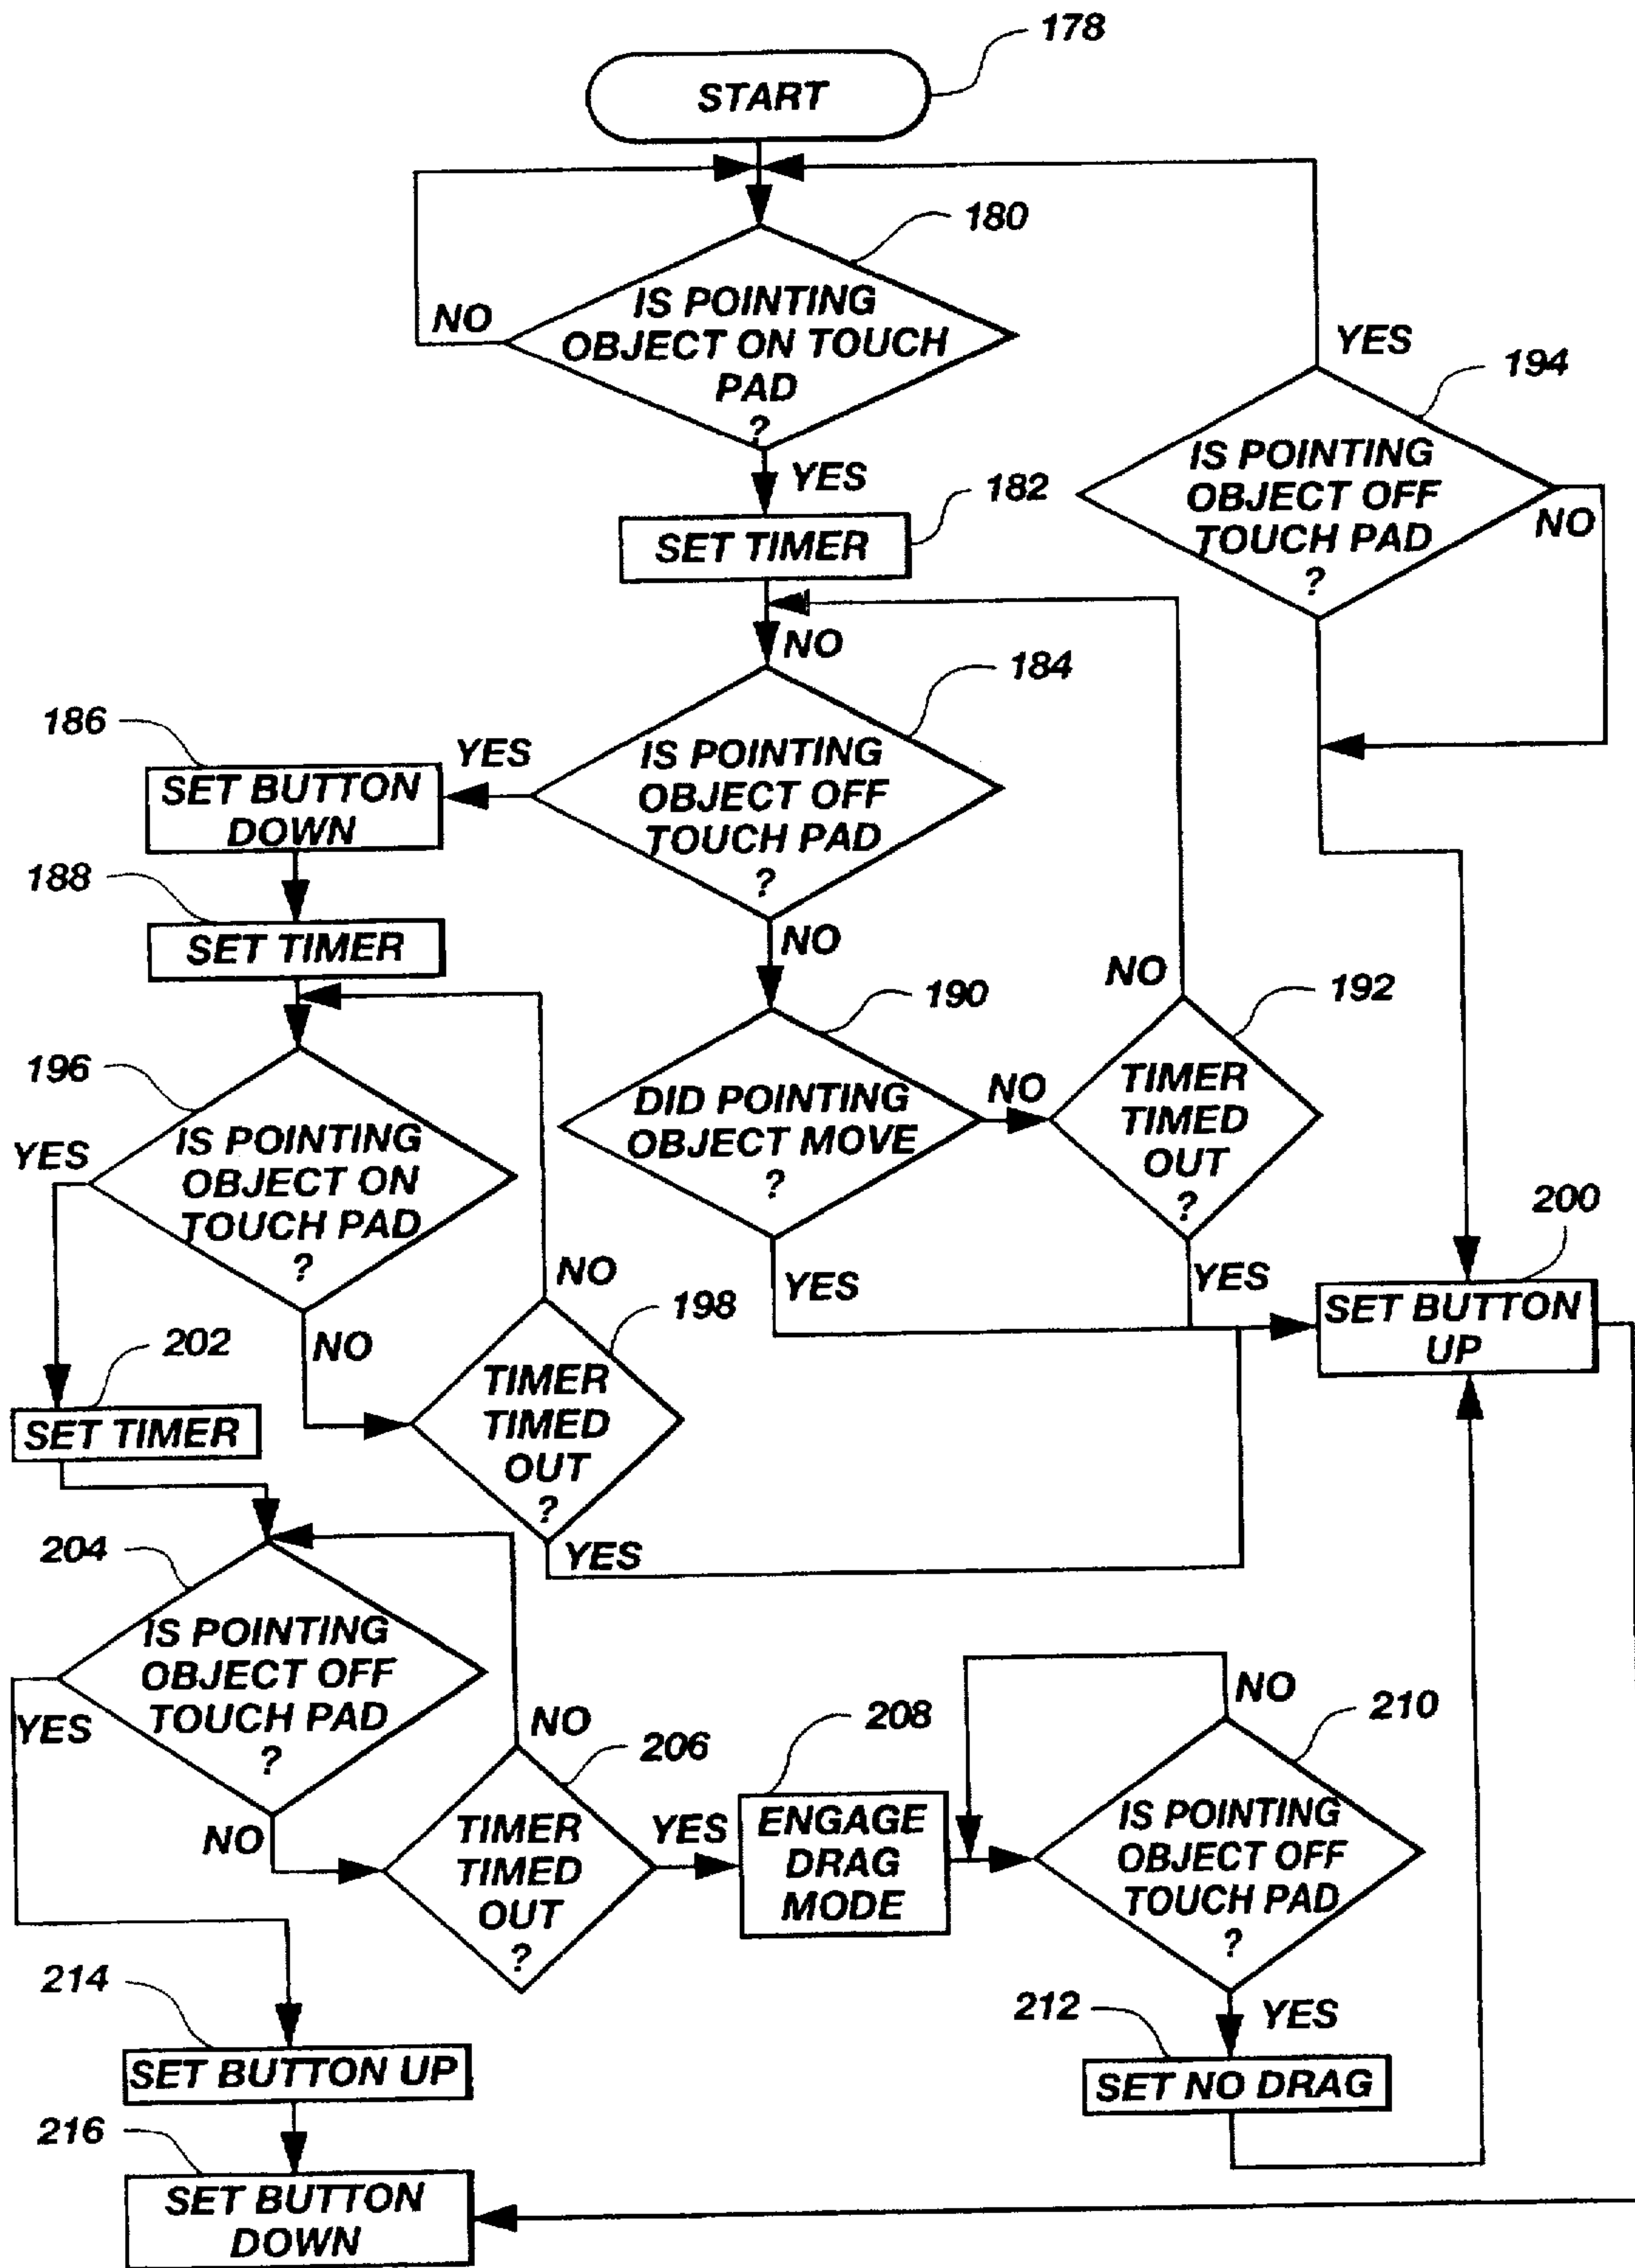 178
START
180
IS POINTING
OBJECT ON TOUCH
PAD
?
NO
YES
YES
194
IS POINTING
OBJECT OFF
TOUCH PAD
?
NO
182
SET TIMER
NO
184
IS POINTING
OBJECT OFF
TOUCH PAD
?
YES
186
SET BUTTON
DOWN
188
SET TIMER
NO
190
DID POINTING
OBJECT MOVE
?
NO
YES
NO
192
TIMER
TIMED
OUT
?
YES
196
IS POINTING
OBJECT ON
TOUCH PAD
?
YES
NO
NO
198
TIMER
TIMED
OUT
?
YES
200
SET BUTTON
UP
202
SET TIMER
204
IS POINTING
OBJECT OFF
TOUCH PAD
?
YES
NO
NO
206
TIMER
TIMED
OUT
?
YES
208
ENGAGE
DRAG
MODE
NO
210
IS POINTING
OBJECT OFF
TOUCH PAD
?
YES
212
SET NO DRAG
214
SET BUTTON UP
216
SET BUTTON
DOWN